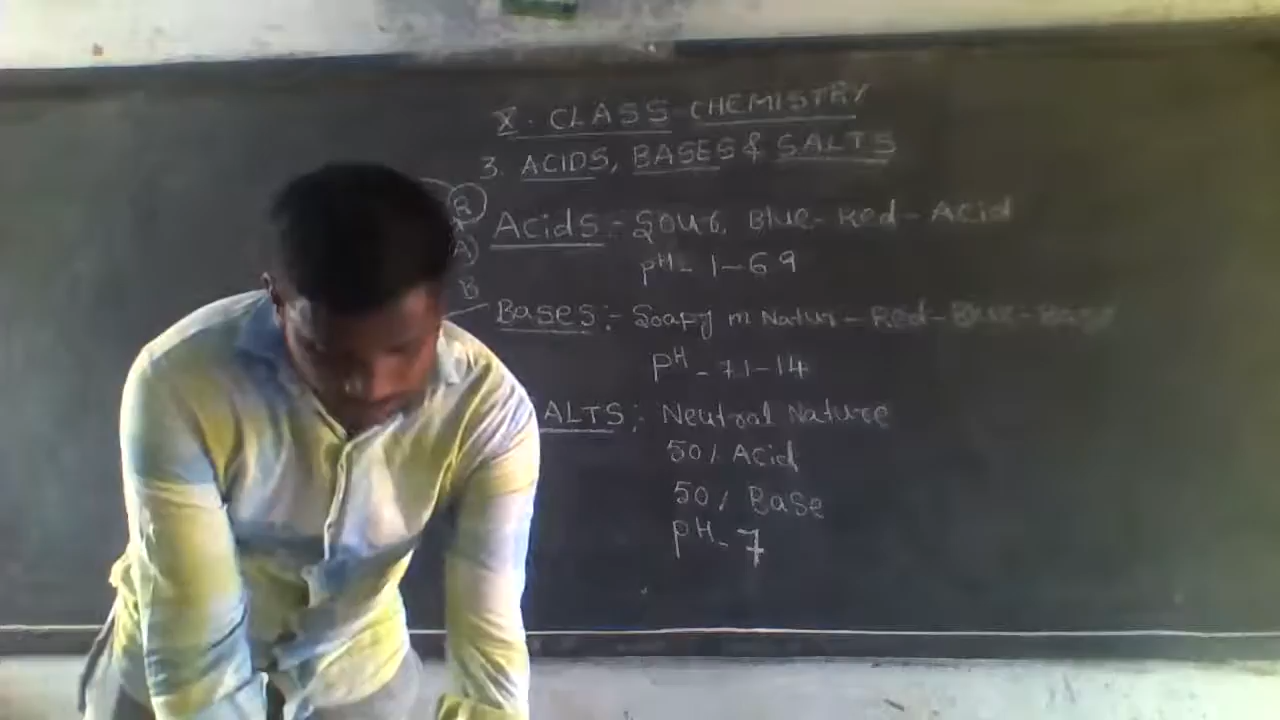 X. CLASS CHEMISTRY
3. ACIDS, BASES & SALTS
R
Acids:- Sour, Blue-Red-Acid
A
pH- 1-6 9
B
Bases:- Soapy in Natur - Red-Blue-Base
pH - 7.1-14
ALTS:- Neutral Nature
50% Acid
50% Base
pH- 7